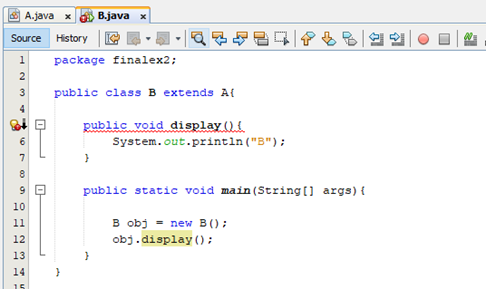 A.java x B.java x
Source History
1 package finalex2;
2
3 public class B extends A{
4
public void display(){
6 System.out.println("B");
7 }
8
9 public static void main(String[] args){
10
11 B obj = new B();
12 obj.display();
13 }
14 }